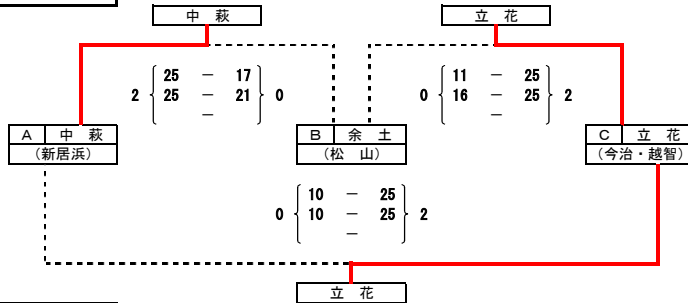 中 萩 立 花
25 － 17 11 － 25
2 25 － 21 0 0 16 － 25 2
－ －
A 中 萩 B 余 土 C 立 花
（新居浜） （松 山） （今治・越智）
10 － 25
0 10 － 25 2
－
立 花